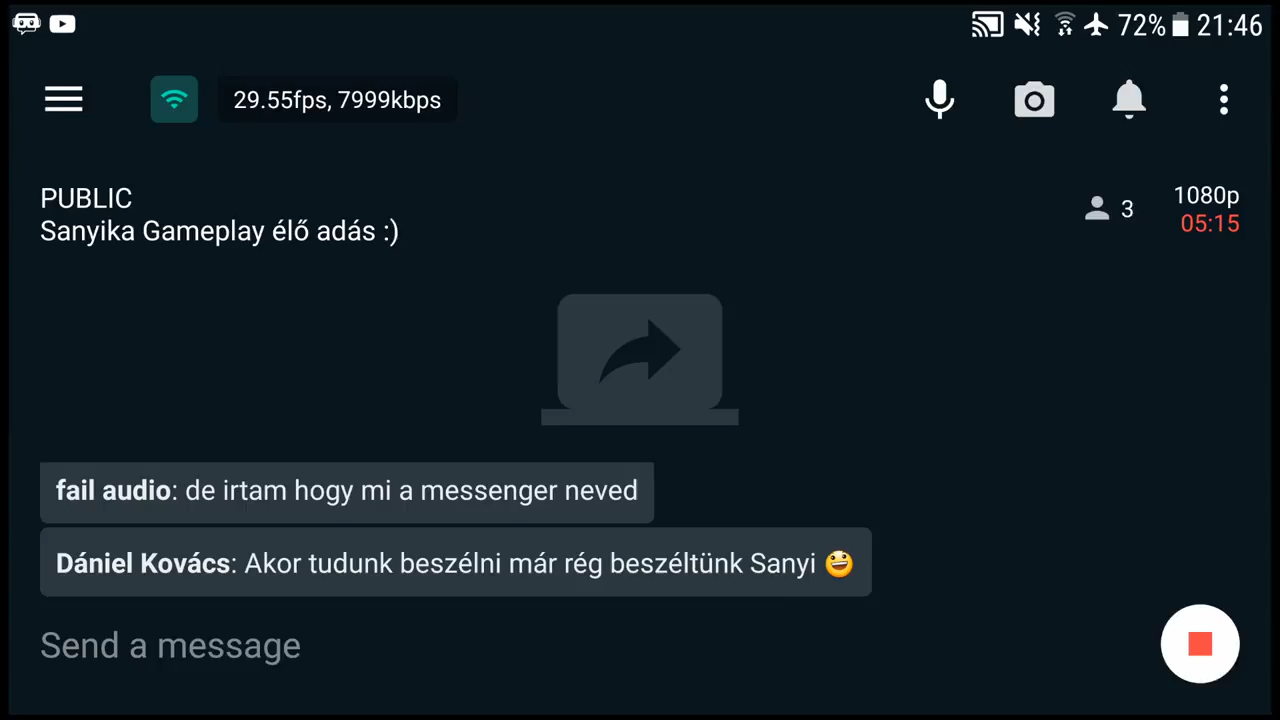 72% 21:46
29.55fps, 7999kbps
PUBLIC
Sanyika Gameplay élő adás :)
3
1080p
05:15
fail audio: de irtam hogy mi a messenger neved
Dániel Kovács: Akor tudunk beszélni már rég beszéltünk Sanyi 😃
Send a message